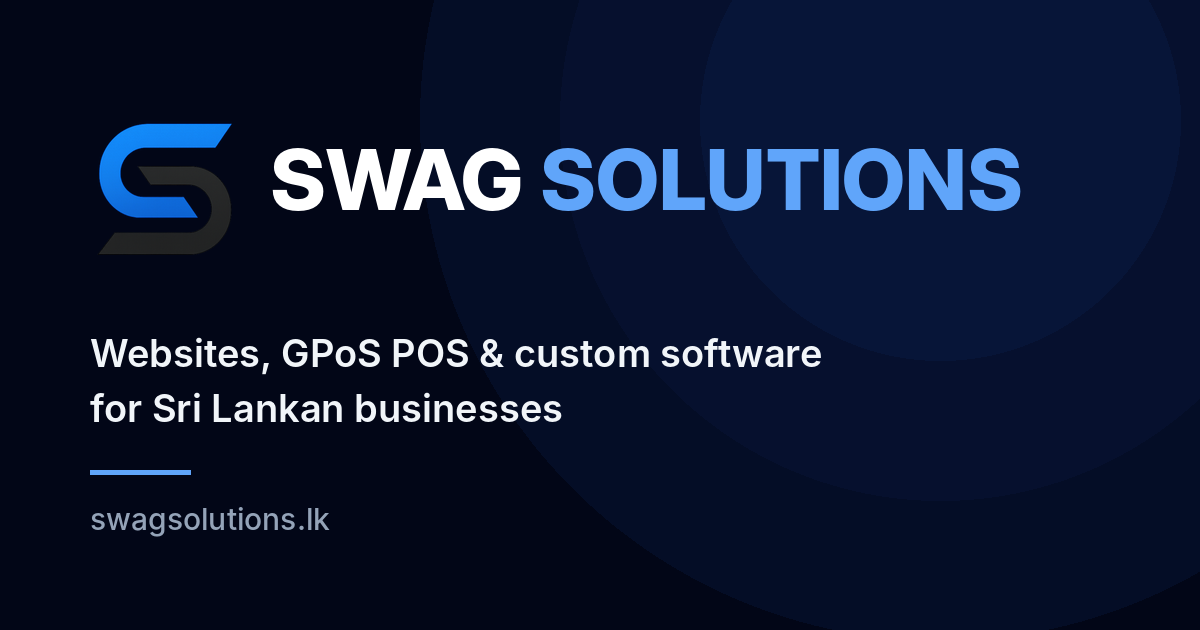 SWAG SOLUTIONS
Websites, GPoS POS & custom software
for Sri Lankan businesses
swagsolutions.lk